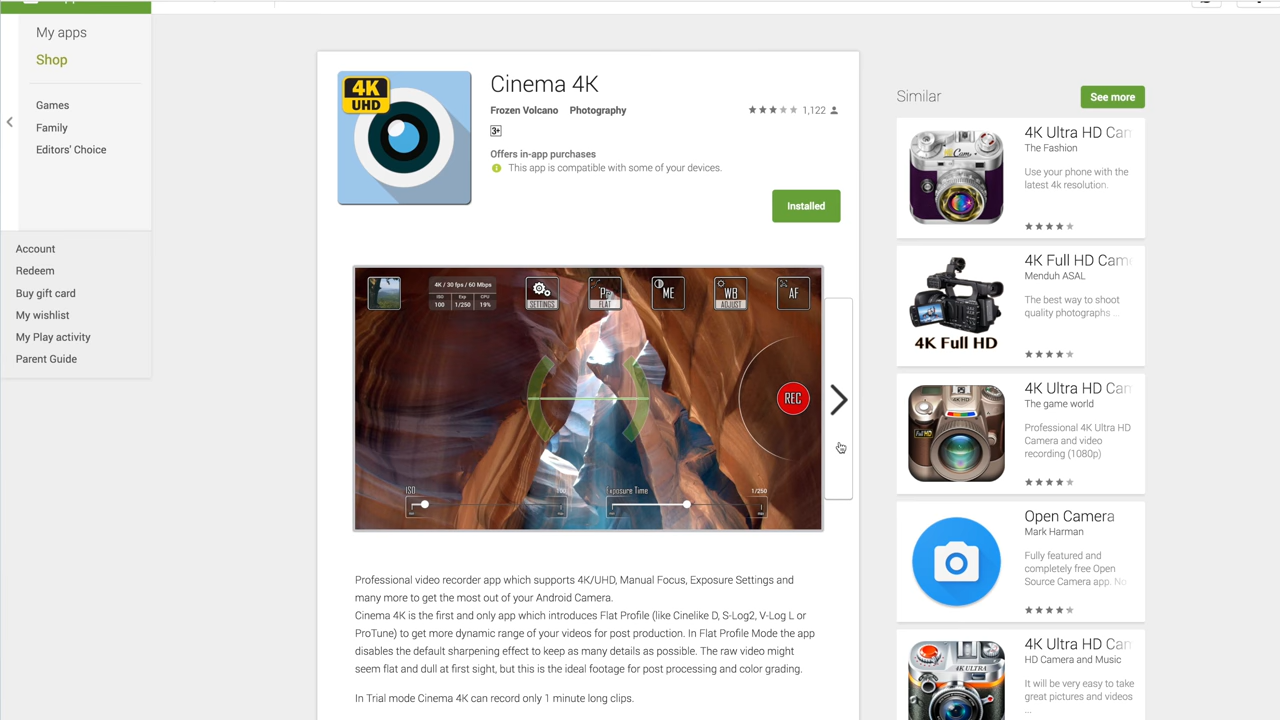 My apps
Shop
Games
Family
Editors' Choice
Account
Redeem
Buy gift card
My wishlist
My Play activity
Parent Guide
4K
UHD
Cinema 4K
Frozen Volcano Photography
1,122
3+
Offers in-app purchases
This app is compatible with some of your devices.
Installed
4K / 30 fps / 60 Mbps
ISO Exp CPU
100 1/250 19%
SETTINGS
FLAT
ME
WB
ADJUST
AF
REC
ISO
Exposure Time 1/250
Professional video recorder app which supports 4K/UHD, Manual Focus, Exposure Settings and
many more to get the most out of your Android Camera.
Cinema 4K is the first and only app which introduces Flat Profile (like Cinelike D, S-Log2, V-Log L or
ProTune) to get more dynamic range of your videos for post production. In Flat Profile Mode the app
disables the default sharpening effect to keep as many details as possible. The raw video might
seem flat and dull at first sight, but this is the ideal footage for post processing and color grading.
In Trial mode Cinema 4K can record only 1 minute long clips.
Similar
See more
4K Ultra HD Cam
The Fashion
Use your phone with the
latest 4k resolution.
4K Full HD Came
Menduh ASAL
The best way to shoot
quality photographs ...
4K Full HD
4K Ultra HD Cam
The game world
Professional 4K Ultra HD
Camera and video
recording (1080p)
Open Camera
Mark Harman
Fully featured and
completely free Open
Source Camera app. No
4K Ultra HD Cam
HD Camera and Music
It will be very easy to take
great pictures and videos
...
4K ULTRA